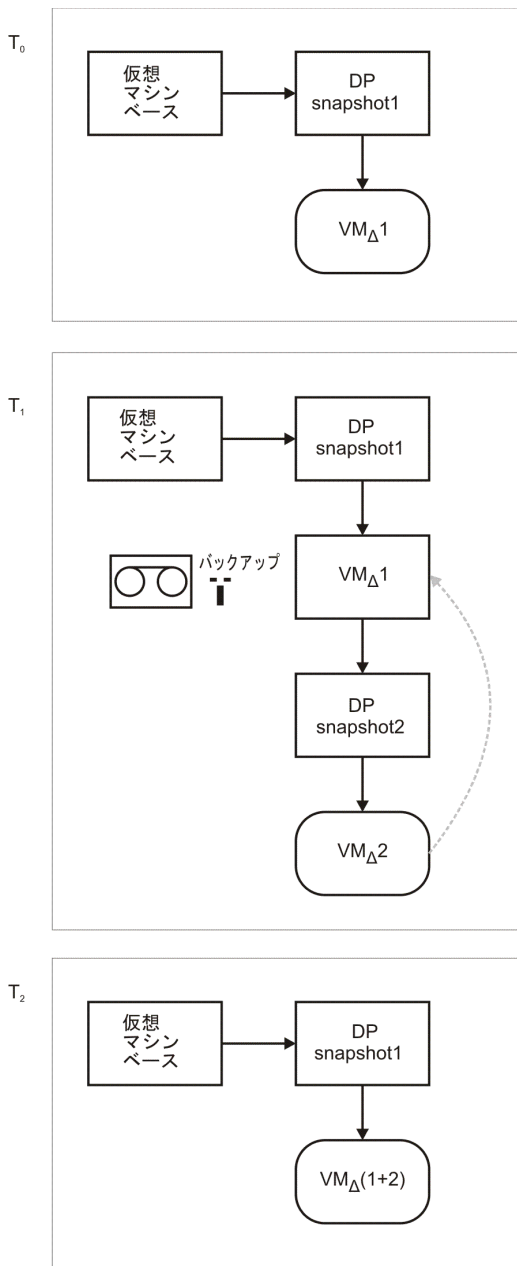 T₀
仮想
マシン
ベース
DP
snapshot1
VMΔ1
T₁
仮想
マシン
ベース
DP
snapshot1
バックアップ
VMΔ1
DP
snapshot2
VMΔ2
T₂
仮想
マシン
ベース
DP
snapshot1
VMΔ(1+2)